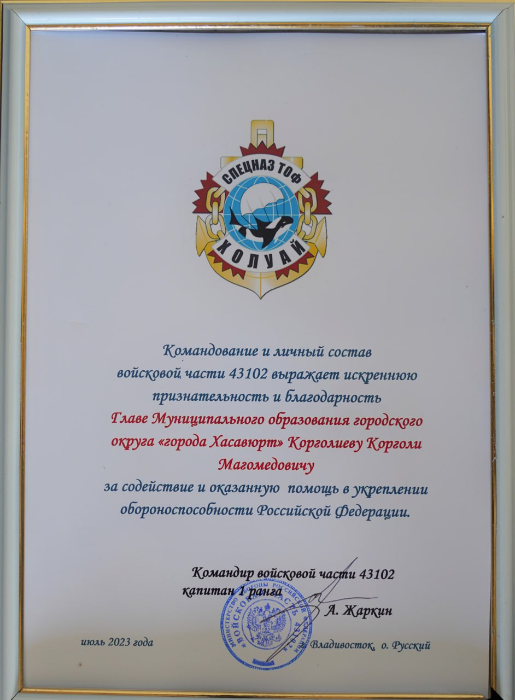 СПЕЦНАЗ ТОФ
ХОЛУАЙ
Командование и личный состав
войсковой части 43102 выражает искреннюю
признательность и благодарность
Главе Муниципального образования городского
округа «города Хасавюрт» Корголиеву Корголи
Магомедовичу
за содействие и оказанную помощь в укреплении
обороноспособности Российской Федерации.
Командир войсковой части 43102
капитан 1 ранга
А. Жаркин
июль 2023 года
г. Владивосток, о. Русский